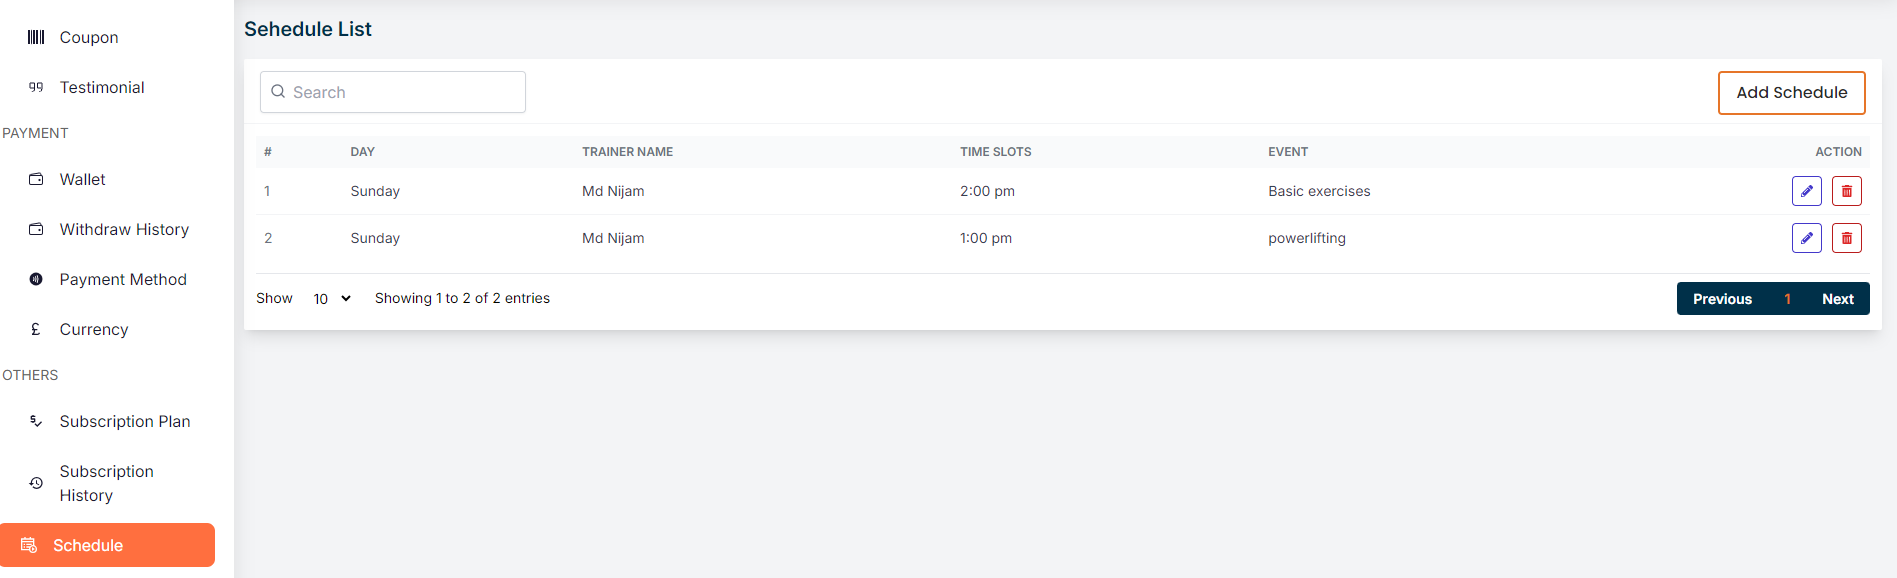 Coupon
Testimonial
PAYMENT
Wallet
Withdraw History
Payment Method
Currency
OTHERS
Subscription Plan
Subscription
History
Schedule
Sehedule List
Search
Add Schedule
# DAY TRAINER NAME TIME SLOTS EVENT ACTION
1 Sunday Md Nijam 2:00 pm Basic exercises
2 Sunday Md Nijam 1:00 pm powerlifting
Show 10 Showing 1 to 2 of 2 entries Previous 1 Next